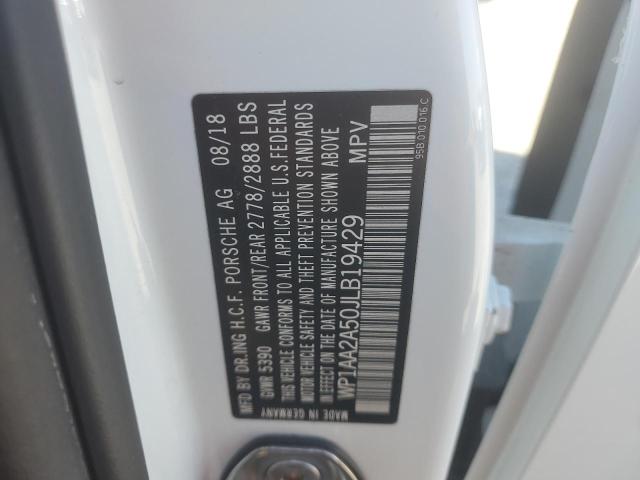 MFD BY DR.ING H.C.F. PORSCHE AG 08/18
GVWR 5390 GAWR FRONT/REAR 2778/2888 LBS
THIS VEHICLE CONFORMS TO ALL APPLICABLE U.S.FEDERAL
MOTOR VEHICLE SAFETY AND THEFT PREVENTION STANDARDS
IN EFFECT ON THE DATE OF MANUFACTURE SHOWN ABOVE
WP1AA2A50JLB19429 MPV
MADE IN GERMANY
95B 010 016 C